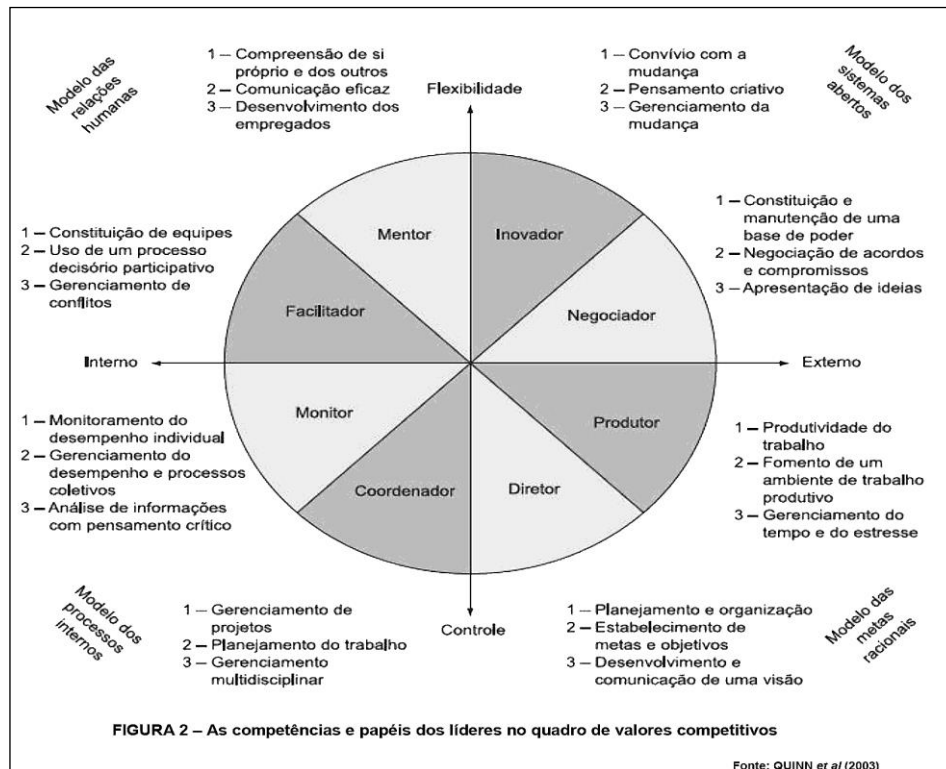 Modelo das
relações
humanas
1 – Compreensão de si
próprio e dos outros
2 – Comunicação eficaz
3 – Desenvolvimento dos
empregados
Flexibilidade
1 – Convívio com a
mudança
2 – Pensamento criativo
3 – Gerenciamento da
mudança
Modelo dos
sistemas
abertos
1 – Constituição de equipes
2 – Uso de um processo
decisório participativo
3 – Gerenciamento de
conflitos
Mentor
Inovador
1 – Constituição e
manutenção de uma
base de poder
2 – Negociação de acordos
e compromissos
3 – Apresentação de ideias
Facilitador
Negociador
Interno
Externo
1 – Monitoramento do
desempenho individual
2 – Gerenciamento do
desempenho e processos
coletivos
3 – Análise de informações
com pensamento crítico
Monitor
Produtor
Coordenador
Diretor
1 – Produtividade do
trabalho
2 – Fomento de um
ambiente de trabalho
produtivo
3 – Gerenciamento do
tempo e do estresse
Modelo dos
processos
internos
1 – Gerenciamento de
projetos
2 – Planejamento do trabalho
3 – Gerenciamento
multidisciplinar
Controle
1 – Planejamento e organização
2 – Estabelecimento de
metas e objetivos
3 – Desenvolvimento e
comunicação de uma visão
Modelo das
metas
racionais
FIGURA 2 – As competências e papéis dos líderes no quadro de valores competitivos
Fonte: QUINN et al (2003)